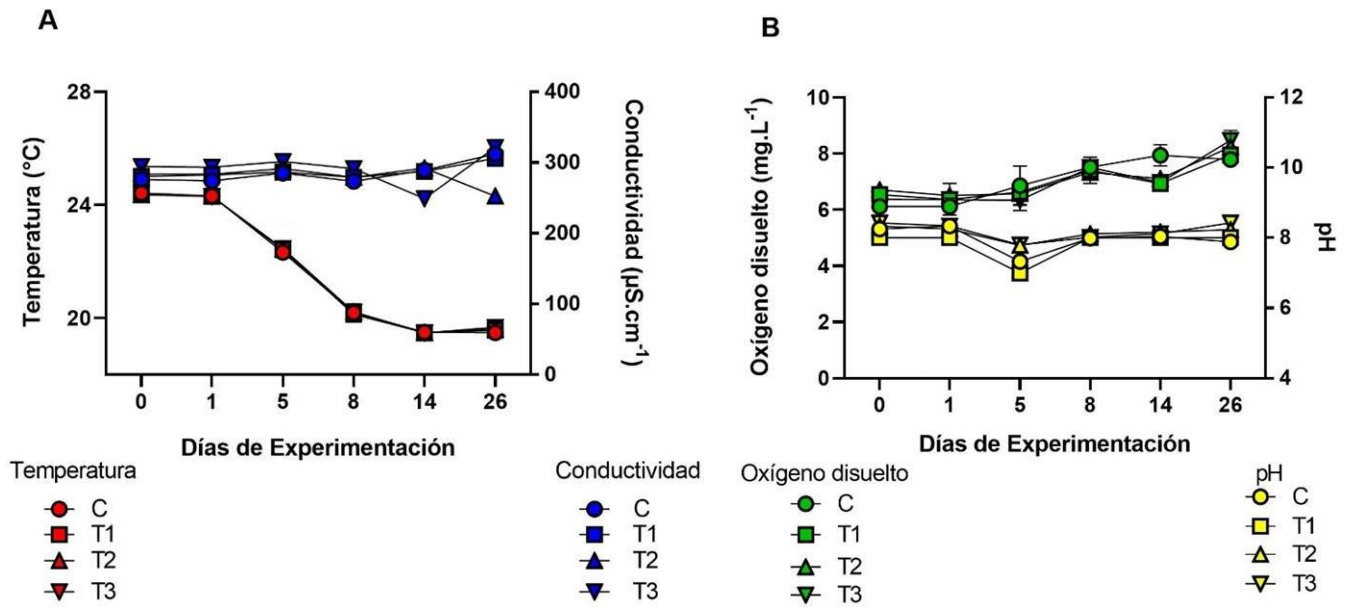 A
B
28
24
20
Temperatura (°C)
400
300
200
100
0
Conductividad (µS.cm-1)
0 1 5 8 14 26
Días de Experimentación
10
8
6
4
2
0
Oxígeno disuelto (mg.L-1)
12
10
8
6
4
pH
0 1 5 8 14 26
Días de Experimentación
Temperatura
C
T1
T2
T3
Conductividad
C
T1
T2
T3
Oxígeno disuelto
C
T1
T2
T3
pH
C
T1
T2
T3